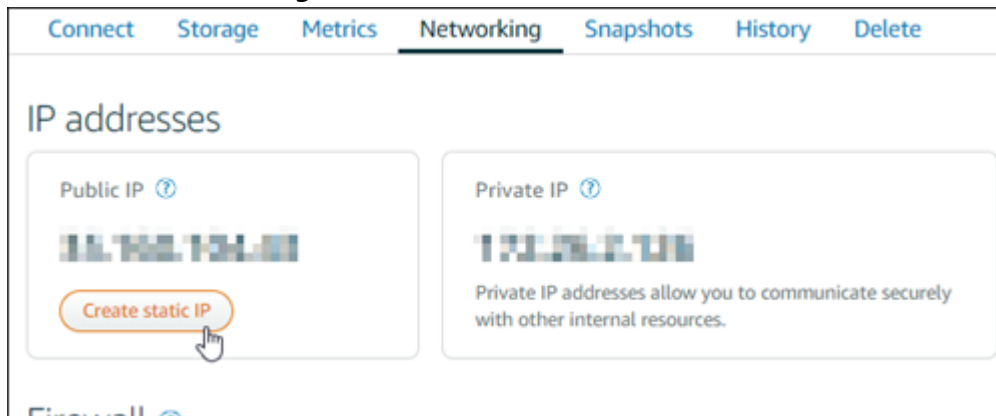 Connect Storage Metrics Networking Snapshots History Delete
IP addresses
Public IP ?
Create static IP
Private IP ?
Private IP addresses allow you to communicate securely
with other internal resources.
Firewall